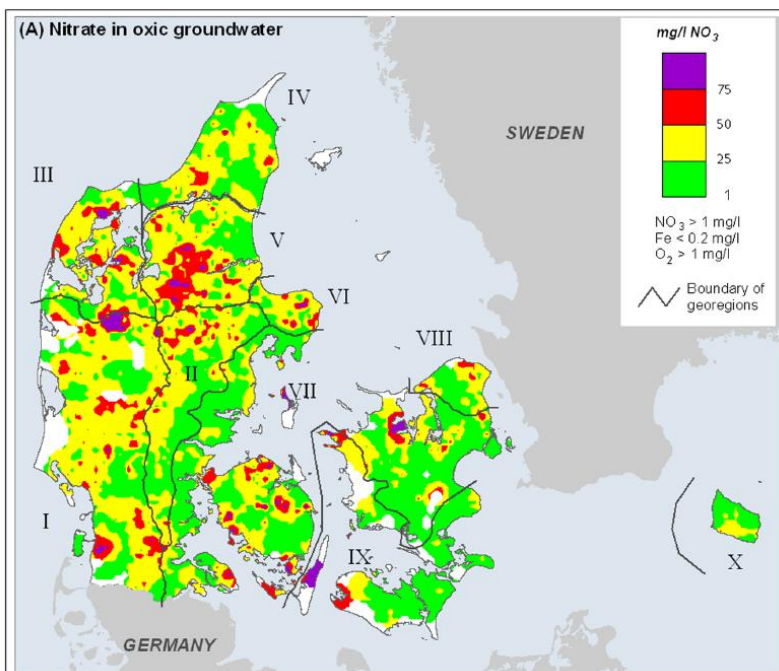 (A) Nitrate in oxic groundwater
mg/l NO3
75
50
25
1
NO3 > 1 mg/l
Fe < 0.2 mg/l
O2 > 1 mg/l
Boundary of
georegions
SWEDEN
IV
III
V
VI
VIII
II
VII
I
IX
X
GERMANY